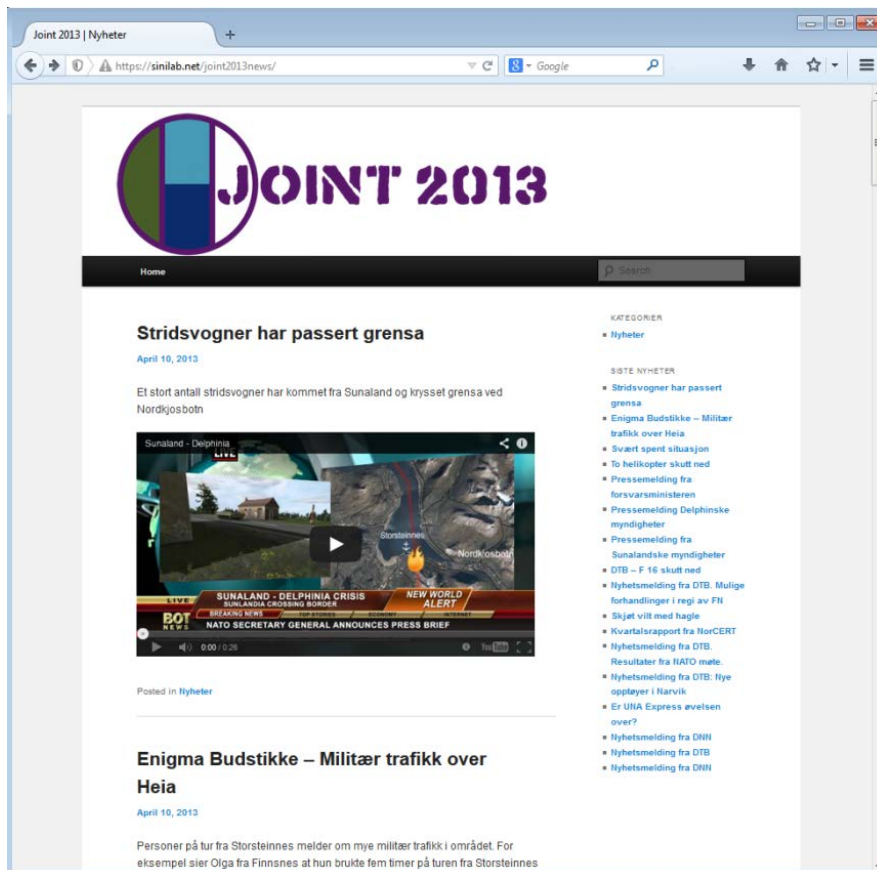 Joint 2013 | Nyheter
https://sinilab.net/joint2013news/
Google
JOINT 2013
Home
Search
Stridsvogner har passert grensa
April 10, 2013
Et stort antall stridsvogner har kommet fra Sunaland og krysset grensa ved
Nordkjosbotn
Sunaland - Delphinia
LIVE
Storsteinnes
Nordkjosbotn
LIVE
SUNALAND - DELPHINIA CRISIS
SUNLANDIA CROSSING BORDER
NEW WORLD
ALERT
BREAKING NEWS
TOP STORIES
ECONOMY
INTERNET
BOT
NEWS
NATO SECRETARY GENERAL ANNOUNCES PRESS BRIEF
0:00 / 0:26
YouTube
Posted in Nyheter
Enigma Budstikke – Militær trafikk over
Heia
April 10, 2013
Personer på tur fra Storsteinnes melder om mye militær trafikk i området. For
eksempel sier Olga fra Finnsnes at hun brukte fem timer på turen fra Storsteinnes
KATEGORIER
Nyheter
SISTE NYHETER
Stridsvogner har passert
grensa
Enigma Budstikke – Militær
trafikk over Heia
Svært spent situasjon
To helikopter skutt ned
Pressemelding fra
forsvarsministeren
Pressemelding Delphinske
myndigheter
Pressemelding fra
Sunalandske myndigheter
DTB – F 16 skutt ned
Nyhetsmelding fra DTB. Mulige
forhandlinger i regi av FN
Skjøt vilt med hagle
Kvartalsrapport fra NorCERT
Nyhetsmelding fra DTB.
Resultater fra NATO møte.
Nyhetsmelding fra DTB: Nye
opptøyer i Narvik
Er UNA Express øvelsen
over?
Nyhetsmelding fra DNN
Nyhetsmelding fra DTB
Nyhetsmelding fra DNN